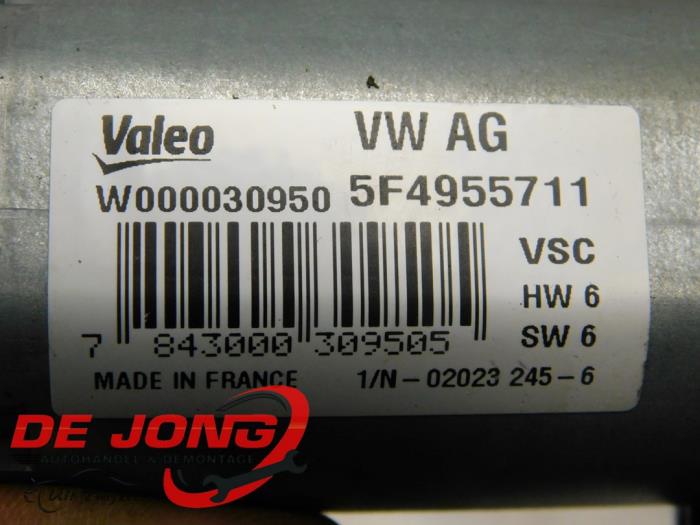 Valeo VW AG
W000030950 5F4955711
VSC
HW 6
SW 6
7 843000 309505
MADE IN FRANCE 1/N-02023 245-6
DE JONG
AUTOHANDEL & DEMONTAGE